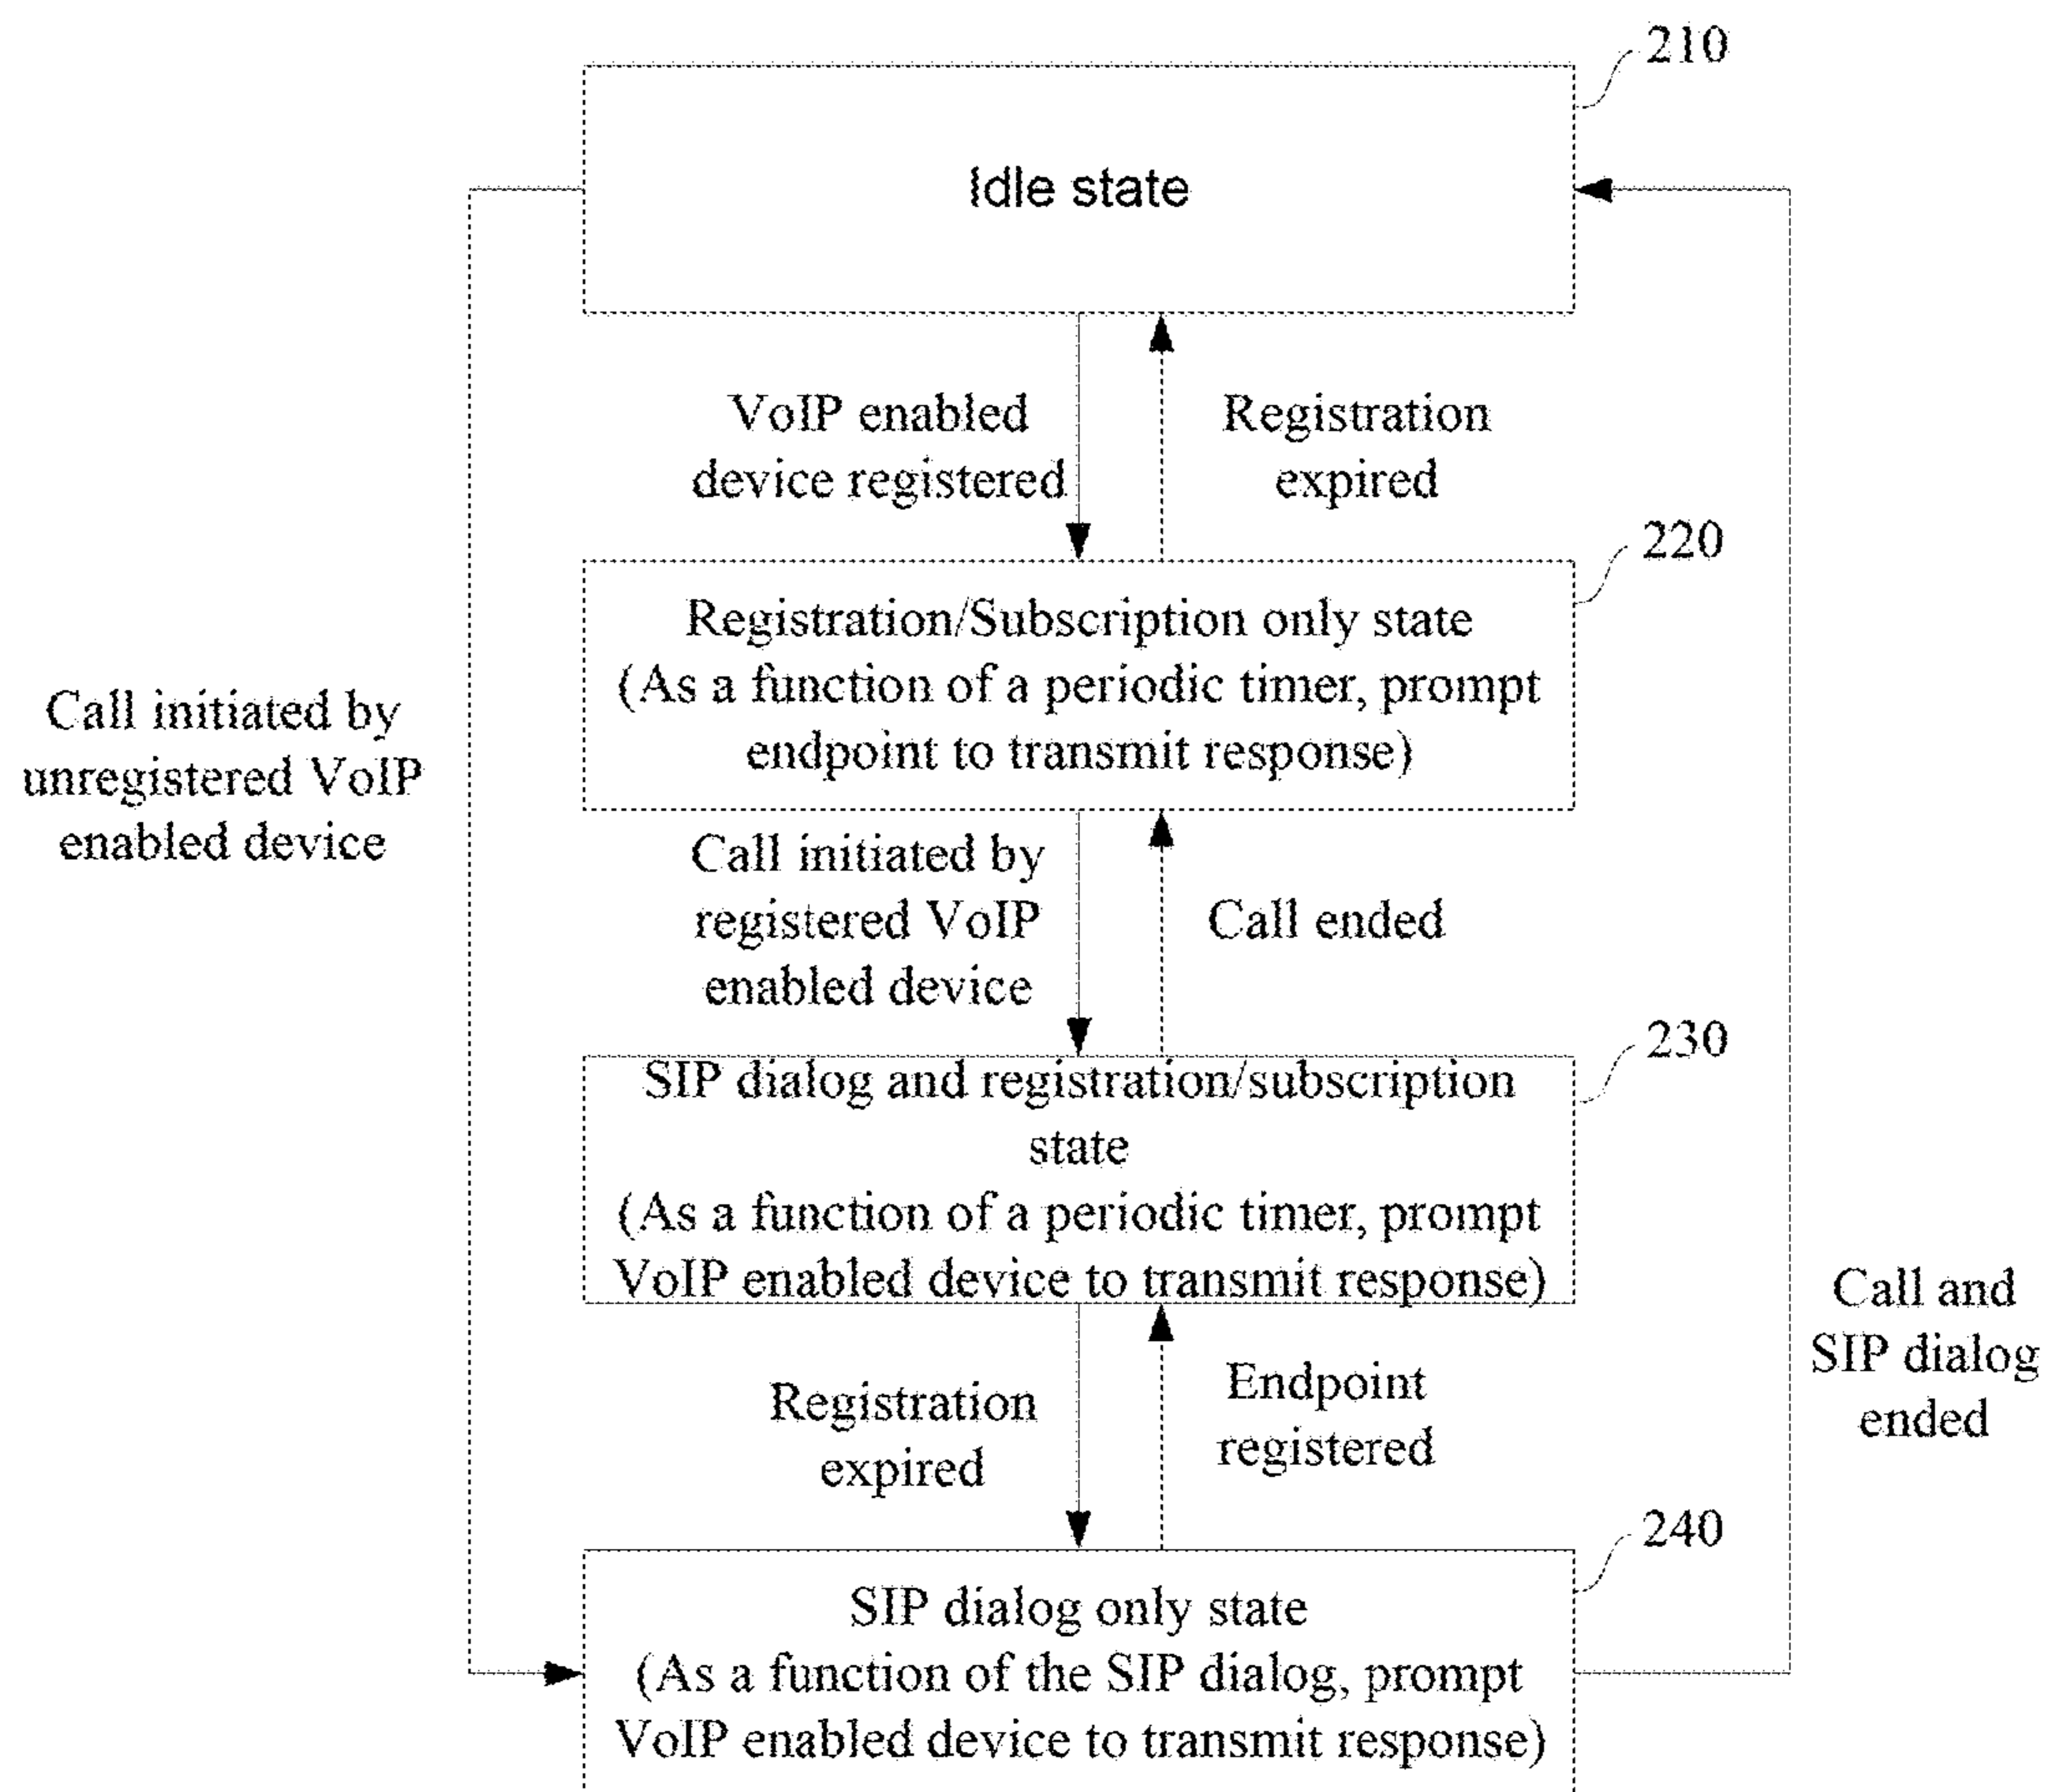 210
Idle state
VoIP enabled
device registered
Registration
expired
220
Registration/Subscription only state
(As a function of a periodic timer, prompt
endpoint to transmit response)
Call initiated by
unregistered VoIP
enabled device
Call initiated by
registered VoIP
enabled device
Call ended
230
SIP dialog and registration/subscription
state
(As a function of a periodic timer, prompt
VoIP enabled device to transmit response)
Call and
SIP dialog
ended
Registration
expired
Endpoint
registered
240
SIP dialog only state
(As a function of the SIP dialog, prompt
VoIP enabled device to transmit response)